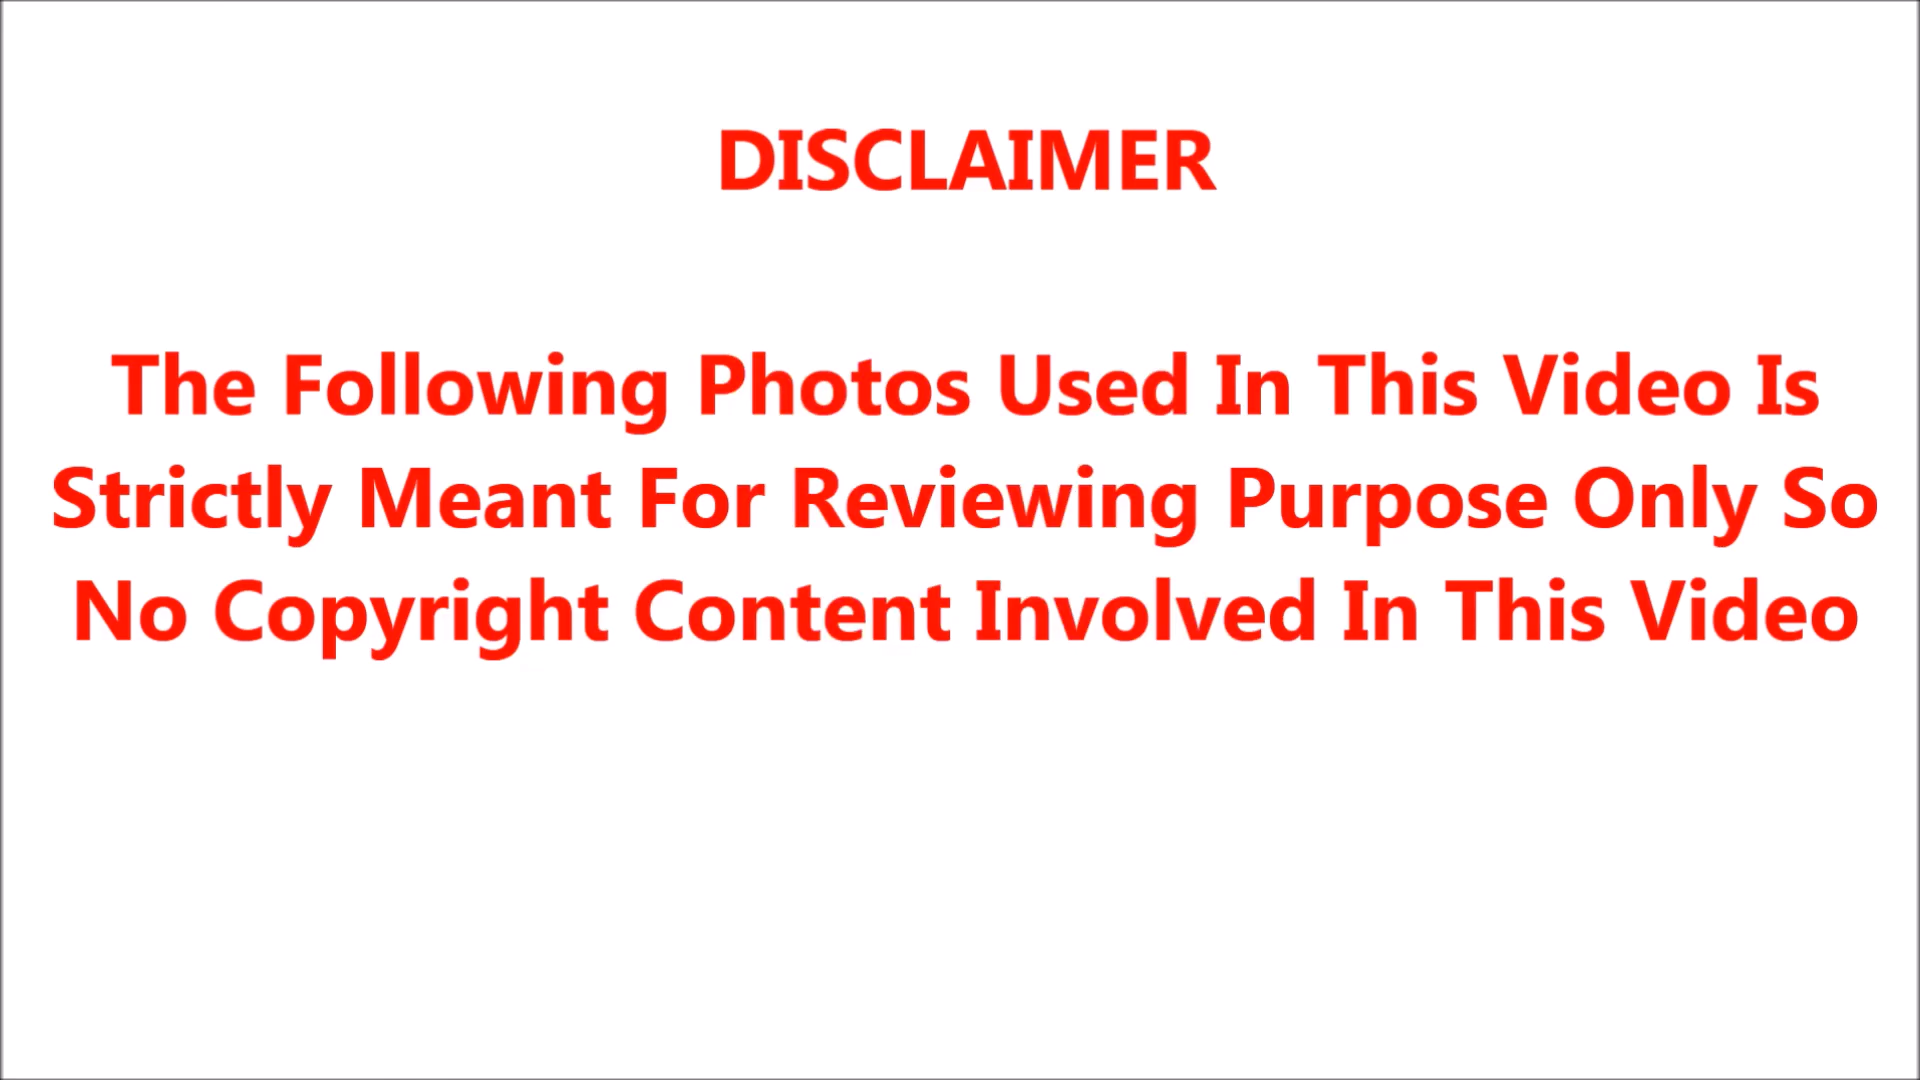 DISCLAIMER
The Following Photos Used In This Video Is
Strictly Meant For Reviewing Purpose Only So
No Copyright Content Involved In This Video